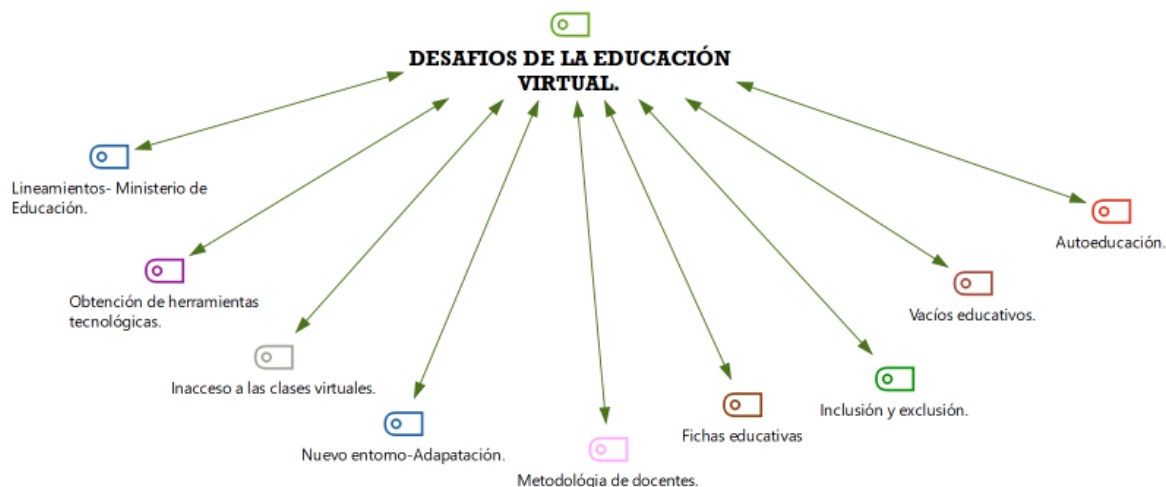 DESAFIOS DE LA EDUCACIÓN
VIRTUAL.
Lineamientos- Ministerio de
Educación.
Obtención de herramientas
tecnológicas.
Inacceso a las clases virtuales.
Nuevo entorno-Adapatación.
Metodológia de docentes.
Fichas educativas
Inclusión y exclusión.
Vacíos educativos.
Autoeducación.